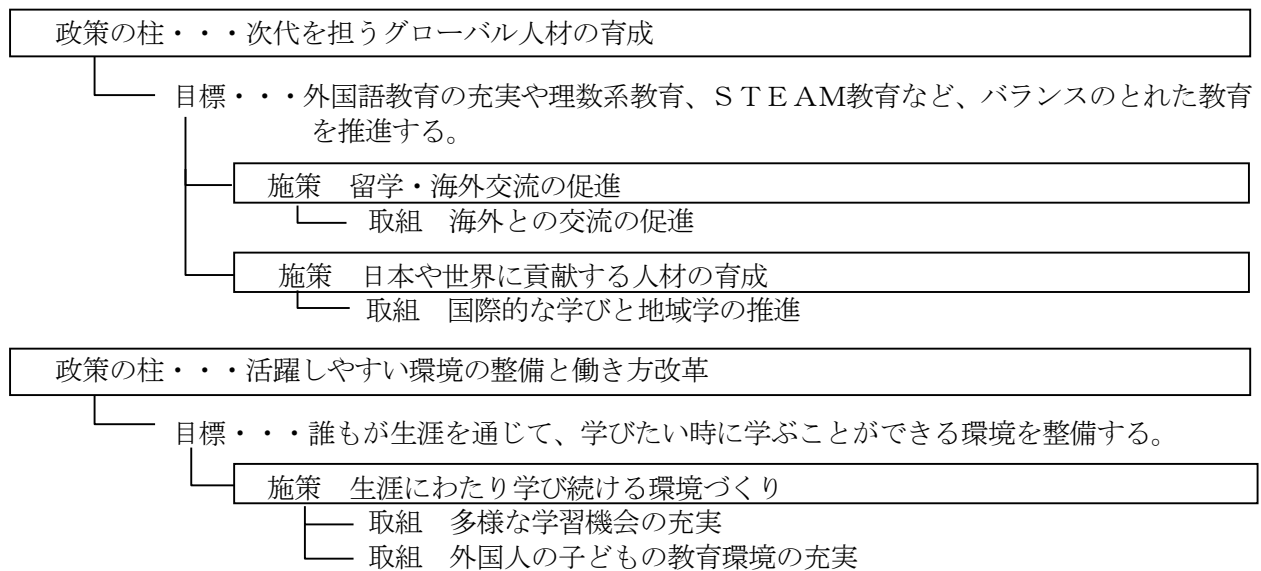 政策の柱・・・次代を担うグローバル人材の育成
目標・・・外国語教育の充実や理数系教育、ＳＴＥＡＭ教育など、バランスのとれた教育
を推進する。
施策　留学・海外交流の促進
取組　海外との交流の促進
施策　日本や世界に貢献する人材の育成
取組　国際的な学びと地域学の推進
政策の柱・・・活躍しやすい環境の整備と働き方改革
目標・・・誰もが生涯を通じて、学びたい時に学ぶことができる環境を整備する。
施策　生涯にわたり学び続ける環境づくり
取組　多様な学習機会の充実
取組　外国人の子どもの教育環境の充実